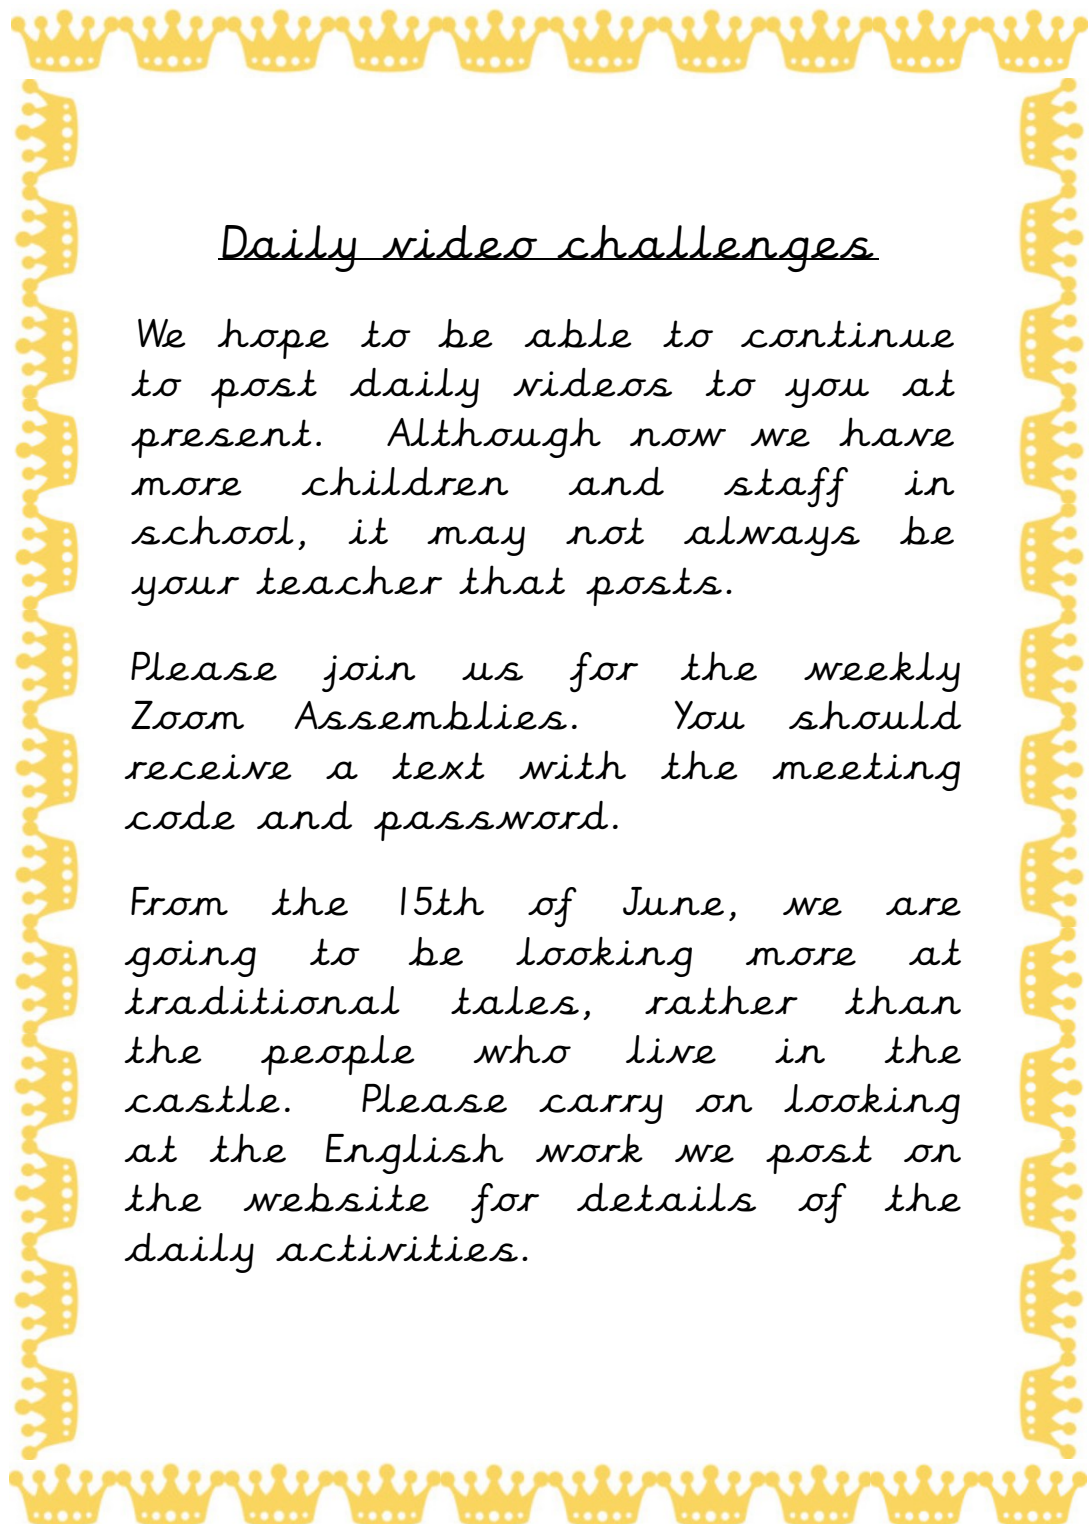 Daily video challenges
We hope to be able to continue
to post daily videos to you at
present. Although now we have
more children and staff in
school, it may not always be
your teacher that posts.
Please join us for the weekly
Zoom Assemblies. You should
receive a text with the meeting
code and password.
From the 15th of June, we are
going to be looking more at
traditional tales, rather than
the people who live in the
castle. Please carry on looking
at the English work we post on
the website for details of the
daily activities.